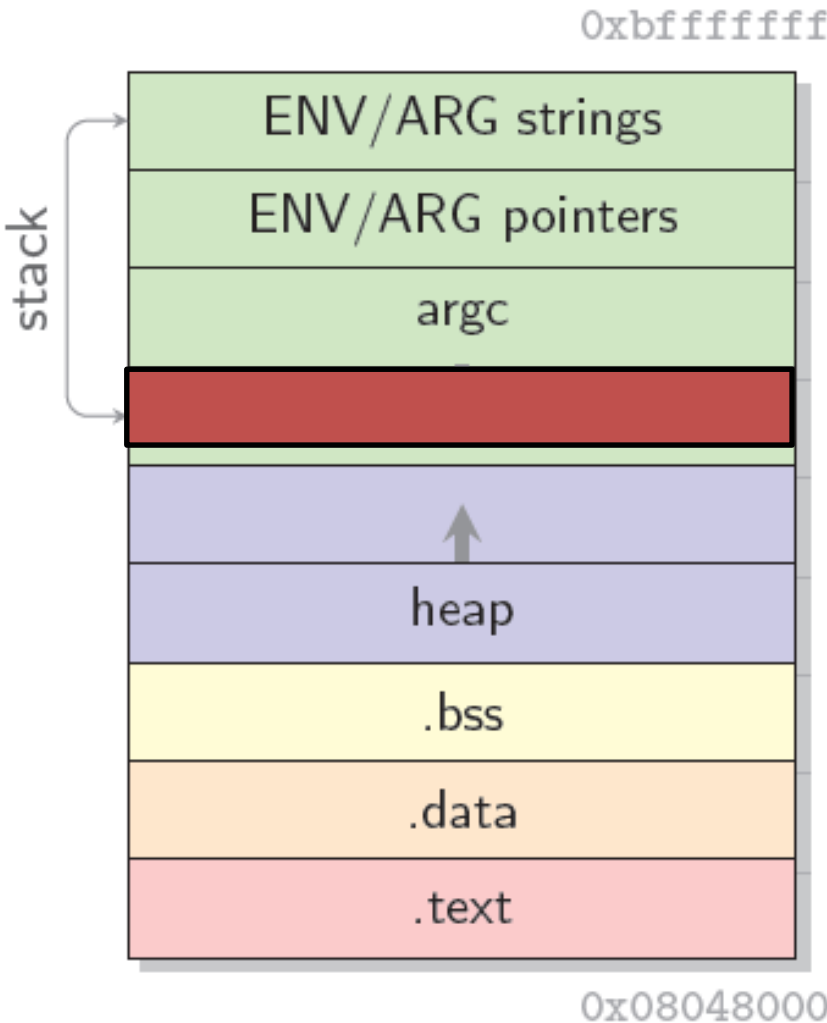 0xbfffffff
ENV/ARG strings
ENV/ARG pointers
stack
argc
heap
.bss
.data
.text
0x08048000